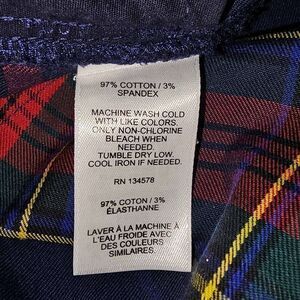 97% COTTON / 3%
SPANDEX
MACHINE WASH COLD
WITH LIKE COLORS.
ONLY NON-CHLORINE
BLEACH WHEN
NEEDED.
TUMBLE DRY LOW.
COOL IRON IF NEEDED.
RN 134578
97% COTON / 3%
ÉLASTHANNE
LAVER À LA MACHINE À
L'EAU FROIDE AVEC
DES COULEURS
SIMILAIRES.